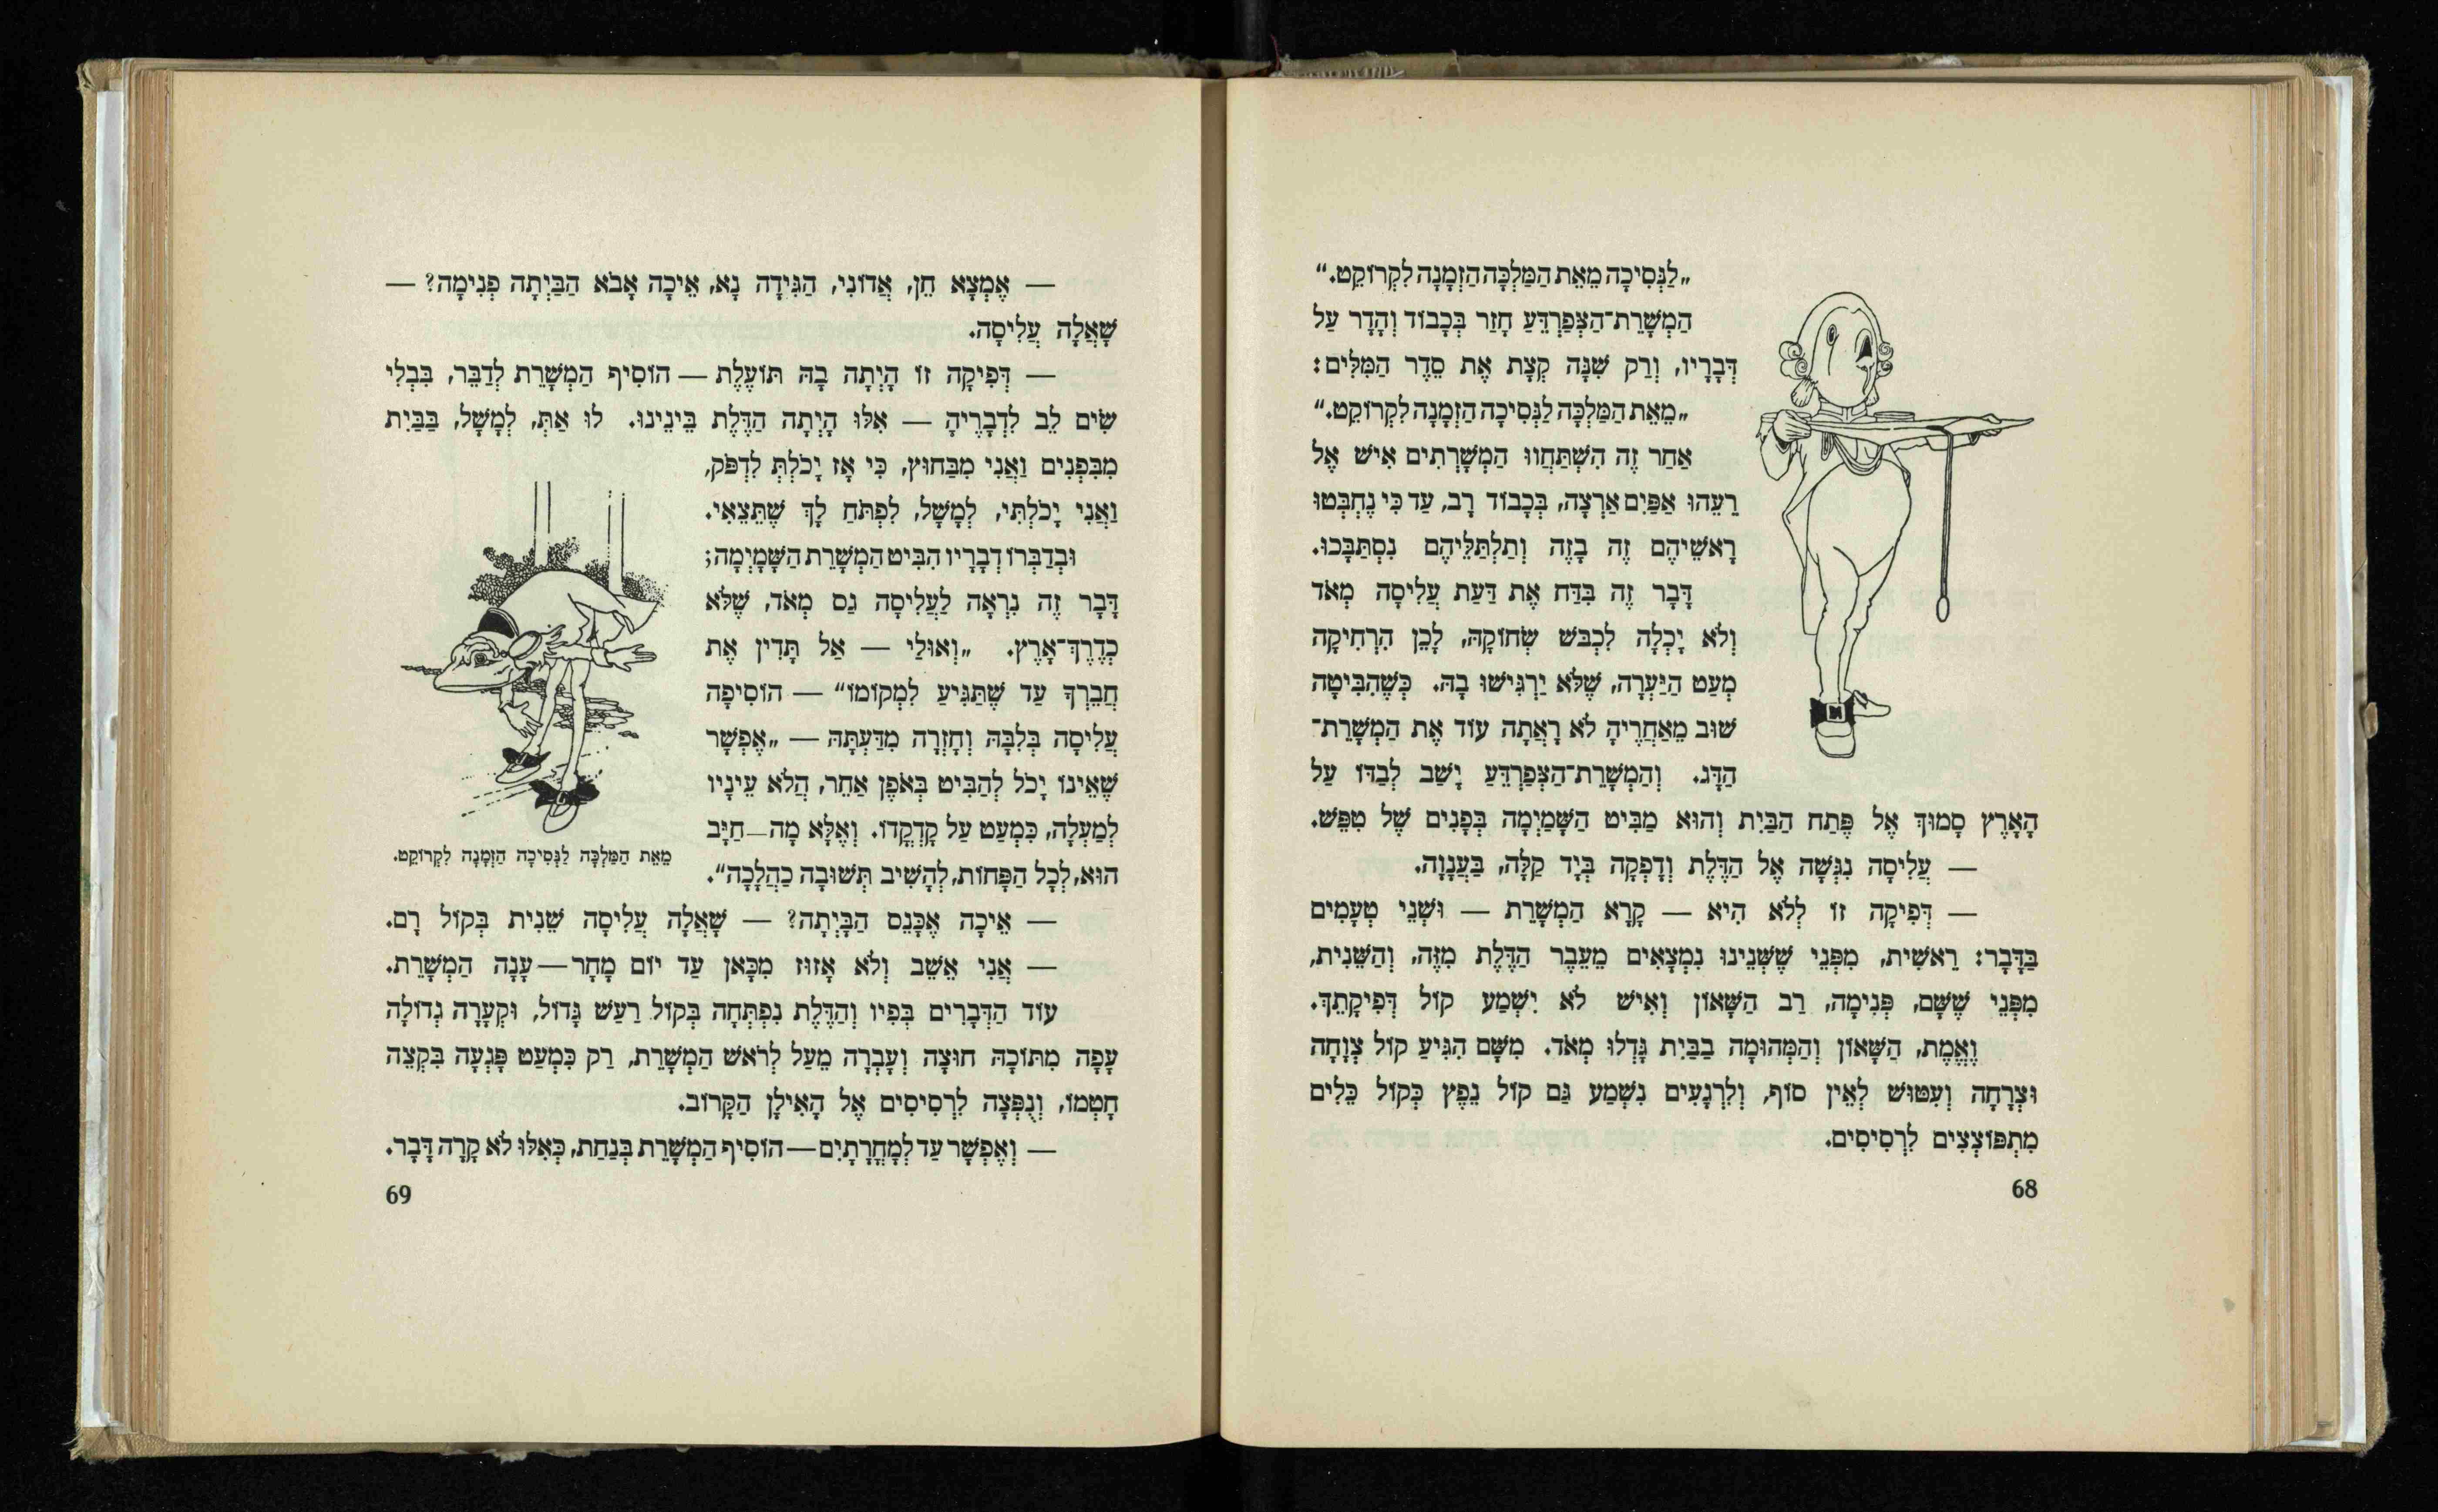 „לַנְּסִיכָה מֵאֵת הַמַּלְכָּה הַזְמָנָה לִקְרוֹקֶט.“
הַמְשָׁרֵת־הַצְּפַרְדֵּעַ חָזַר בְּכָבוֹד וְהָדָר עַל
דְּבָרָיו, וְרַק שִׁנָּה קְצָת אֶת סֵדֶר הַמִּלִּים:
„מֵאֵת הַמַּלְכָּה לַנְּסִיכָה הַזְמָנָה לִקְרוֹקֶט.“
אַחַר זֶה הִשְׁתַּחֲווּ הַמְשָׁרְתִים אִישׁ אֶל
רֵעֵהוּ אַפַּיִם אַרְצָה, בְּכָבוֹד רָב, עַד כִּי נֶחְבְּטוּ
רָאשֵׁיהֶם זֶה בָזֶה וְתַלְתַּלֵּיהֶם נִסְתַּבָּכוּ.
דָּבָר זֶה בִּדַּח אֶת דַּעַת עֲלִיסָה מְאֹד
וְלֹא יָכְלָה לִכְבֹּשׁ שְׂחוֹקָהּ, לָכֵן הִרְחִיקָה
מְעַט הַיַּעְרָה, שֶׁלֹּא יַרְגִּישׁוּ בָהּ. כְּשֶׁהִבִּיטָה
שׁוּב מֵאַחֲרֶיהָ לֹא רָאֲתָה עוֹד אֶת הַמְשָׁרֵת־
הַדָּג. וְהַמְשָׁרֵת־הַצְּפַרְדֵּעַ יָשַׁב לְבַדּוֹ עַל
הָאָרֶץ סָמוּךְ אֶל פֶּתַח הַבַּיִת וְהוּא מַבִּיט הַשָּׁמַיְמָה בְּפָנִים שֶׁל טִפֵּשׁ.
— עֲלִיסָה נִגְּשָׁה אֶל הַדֶּלֶת וְדָפְקָה בְּיָד קַלָּה, בַּעֲנָוָה.
— דְּפִיקָה זוֹ לְלֹא הִיא — קָרָא הַמְשָׁרֵת — וּשְׁנֵי טְעָמִים
בַּדָּבָר: רֵאשִׁית, מִפְּנֵי שֶׁשְּׁנֵינוּ נִמְצָאִים מֵעֵבֶר הַדֶּלֶת מִזֶּה, וְהַשֵּׁנִית,
מִפְּנֵי שֶׁשָּׁם, פְּנִימָה, רַב הַשָּׁאוֹן וְאִישׁ לֹא יִשְׁמַע קוֹל דְּפִיקָתֵךְ.
וֶאֱמֶת, הַשָּׁאוֹן וְהַמְּהוּמָה בַּבַּיִת גָּדְלוּ מְאֹד. מִשָּׁם הִגִּיעַ קוֹל צְוָחָה
וּצְרָחָה וְעִטּוּשׁ לְאֵין סוֹף, וְלִרְגָעִים נִשְׁמַע גַּם קוֹל נֵפֶץ כְּקוֹל כֵּלִים
מִתְפּוֹצְצִים לִרְסִיסִים.
68
— אֶמְצָא חֵן, אֲדוֹנִי, הַגִּידָה נָא, אֵיכָה אָבֹא הַבַּיְתָה פְּנִימָה? —
שָׁאֲלָה עֲלִיסָה.
— דְּפִיקָה זוֹ הָיְתָה בָהּ תּוֹעֶלֶת — הוֹסִיף הַמְשָׁרֵת לְדַבֵּר, בִּבְלִי
שִׂים לֵב לִדְבָרֶיהָ — אִלּוּ הָיְתָה הַדֶּלֶת בֵּינֵינוּ. לוּ אַתְּ, לְמָשָׁל, בַּבַּיִת
מִבִּפְנִים וַאֲנִי מִבַּחוּץ, כִּי אָז יָכֹלְתְּ לִדְפֹּק,
וַאֲנִי יָכֹלְתִּי, לְמָשָׁל, לִפְתֹּחַ לָךְ שֶׁתֵּצְאִי.
וּבְדַבְּרוֹ דְבָרָיו הִבִּיט הַמְשָׁרֵת הַשָּׁמָיְמָה;
דָּבָר זֶה נִרְאָה לַעֲלִיסָה גַס מְאֹד, שֶׁלֹּא
כְּדֶרֶךְ־אָרֶץ. „וְאוּלַי — אַל תָּדִין אֶת
חֲבֵרְךָ עַד שֶׁתַּגִּיעַ לִמְקוֹמוֹ“ — הוֹסִיפָה
עֲלִיסָה בְּלִבָּהּ וְחָזְרָה מִדַּעְתָּהּ — „אֶפְשָׁר
שֶׁאֵינוֹ יָכֹל לְהַבִּיט בְּאֹפֶן אַחֵר, הֲלֹא עֵינָיו
לְמַעְלָה, כִּמְעַט עַל קָדְקֳדוֹ. וְאֶלָּא מָה—חַיָּב
הוּא, לְכָל הַפָּחוֹת, לְהָשִׁיב תְּשׁוּבָה כַהֲלָכָה“.
מֵאֵת הַמַּלְכָּה לַנְּסִיכָה הַזְמָנָה לִקְרוֹקֶט.
— אֵיכָה אֶכָּנֵס הַבָּיְתָה? — שָׁאֲלָה עֲלִיסָה שֵׁנִית בְּקוֹל רָם.
— אֲנִי אֵשֵׁב וְלֹא אָזוּז מִכָּאן עַד יוֹם מָחָר — עָנָה הַמְשָׁרֵת.
עוֹד הַדְּבָרִים בְּפִיו וְהַדֶּלֶת נִפְתְּחָה בְּקוֹל רַעַשׁ גָּדוֹל, וּקְעָרָה גְדוֹלָה
עָפָה מִתּוֹכָהּ חוּצָה וְעָבְרָה מֵעַל לְרֹאשׁ הַמְשָׁרֵת, רַק כִּמְעַט פָּגְעָה בִּקְצֵה
חָטְמוֹ, וְנֻפְּצָה לִרְסִיסִים אֶל הָאִילָן הַקָּרוֹב.
— וְאֶפְשָׁר עַד לְמָחֳרָתַיִם — הוֹסִיף הַמְשָׁרֵת בְּנַחַת, כְּאִלּוּ לֹא קָרָה דָּבָר.
69